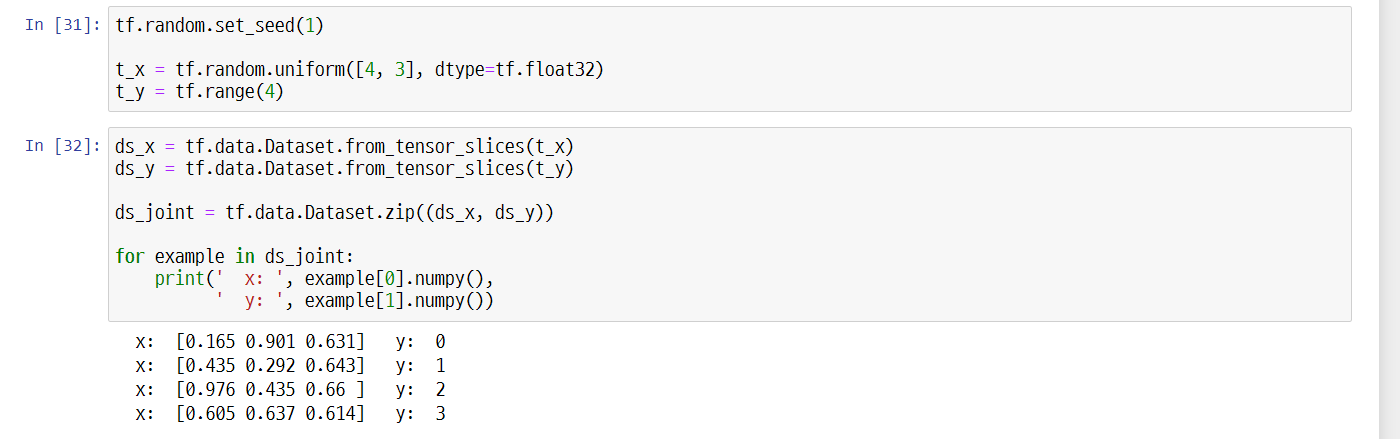 In [31]: tf.random.set_seed(1)
t_x = tf.random.uniform([4, 3], dtype=tf.float32)
t_y = tf.range(4)
In [32]: ds_x = tf.data.Dataset.from_tensor_slices(t_x)
ds_y = tf.data.Dataset.from_tensor_slices(t_y)
ds_joint = tf.data.Dataset.zip((ds_x, ds_y))
for example in ds_joint:
    print('  x: ', example[0].numpy(),
          '  y: ', example[1].numpy())
  x:  [0.165 0.901 0.631]   y:  0
  x:  [0.435 0.292 0.643]   y:  1
  x:  [0.976 0.435 0.66 ]   y:  2
  x:  [0.605 0.637 0.614]   y:  3